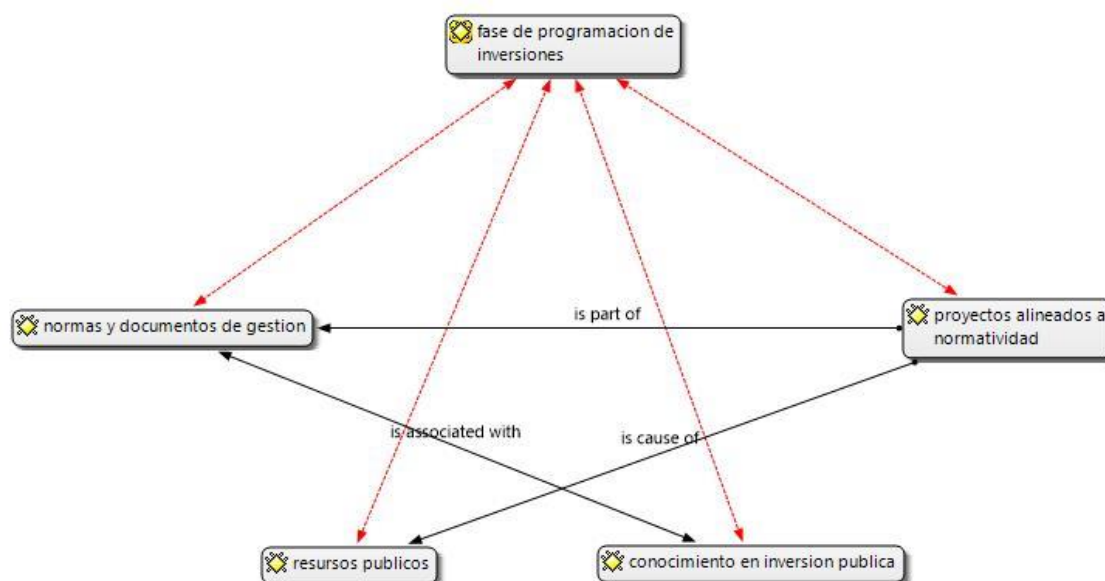 fase de programacion de
inversiones
is part of
normas y documentos de gestion
proyectos alineados a
normatividad
is associated with
is cause of
resursos publicos
conocimiento en inversion publica